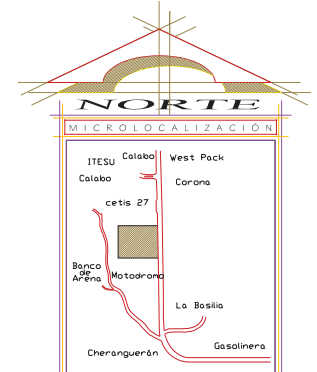 NORTE
MICROLOCALIZACIÓN
ITESU
Calabo
West Pack
Calabo
Corona
cetis 27
Banco
de
Arena
Motodromo
La Basilia
Gasolinera
Cheranguerán